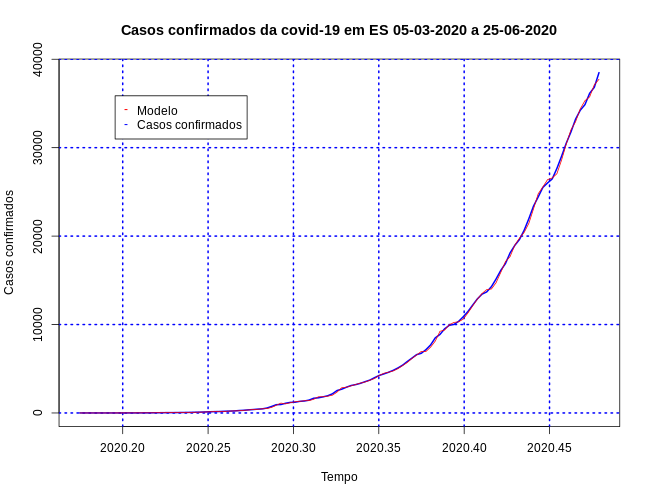 Casos confirmados da covid-19 em ES 05-03-2020 a 25-06-2020
40000
30000
20000
10000
0
Casos confirmados
Modelo
Casos confirmados
2020.20 2020.25 2020.30 2020.35 2020.40 2020.45
Tempo